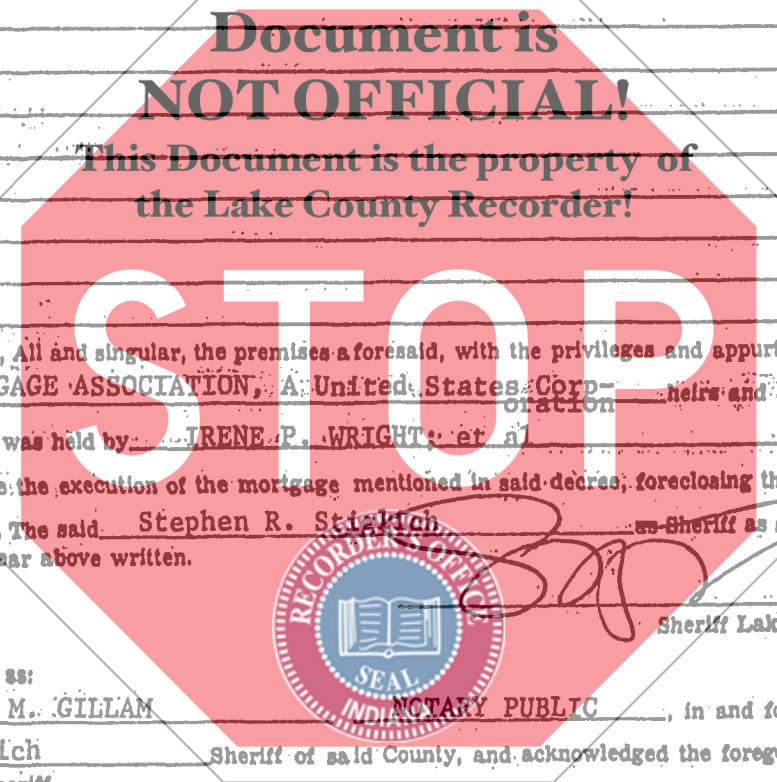 Document is
NOT OFFICIAL!
This Document is the property of
the Lake County Recorder!
STOP
, All and singular, the premises aforesaid, with the privileges and appurt
GAGE ASSOCIATION, A United States Corp-
oration heirs and
was held by IRENE P. WRIGHT; et al
e the execution of the mortgage mentioned in said decree, foreclosing th
. The said Stephen R. Stiglich as Sheriff as
ear above written.
RECORDER'S OFFICE
SEAL
INDIANA
Sheriff Lak
ss:
M. GILLAM NOTARY PUBLIC , in and fo
ich Sheriff of said County, and acknowledged the foreg